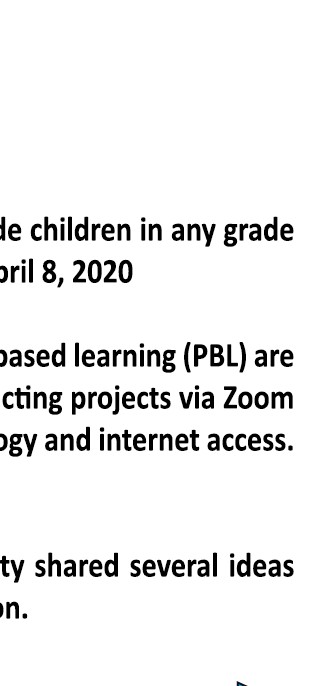 de children in any grade
pril 8, 2020
based learning (PBL) are
cting projects via Zoom
ogy and internet access.
ty shared several ideas
on.